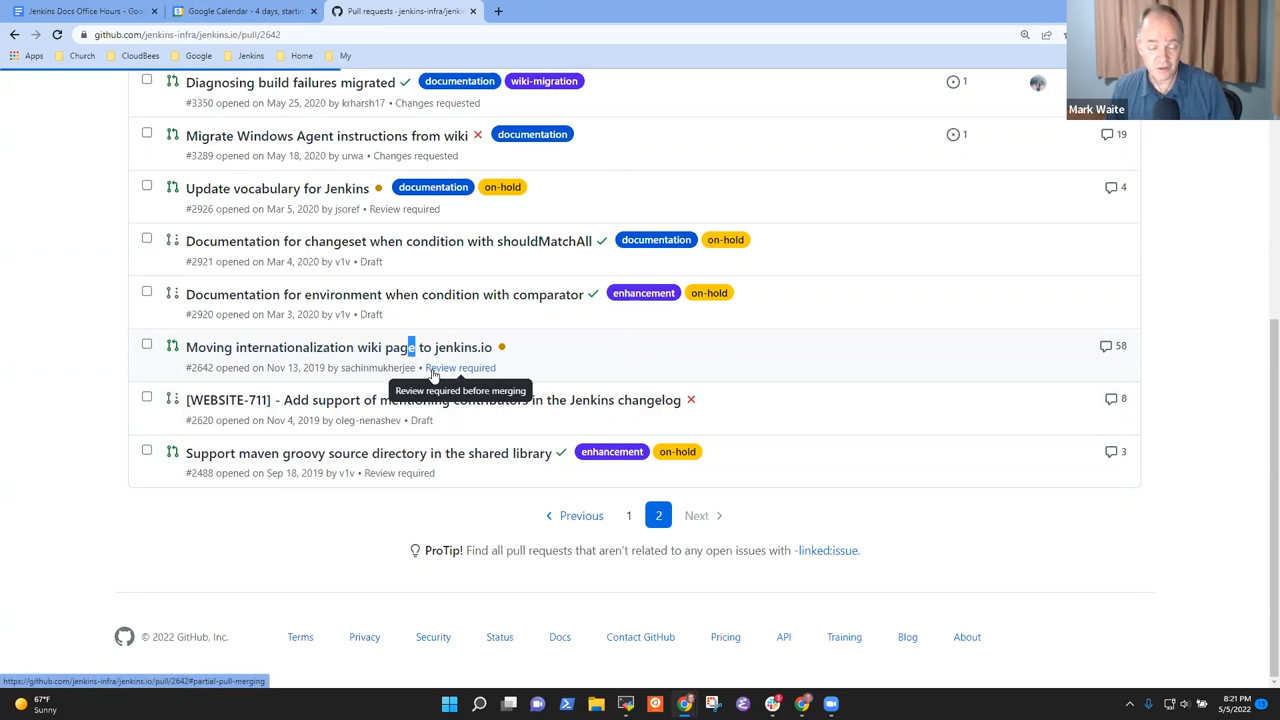 Jenkins Docs Office Hours - Goo
Google Calendar - 4 days, startin
Pull requests · jenkins-infra/jenki
github.com/jenkins-infra/jenkins.io/pull/2642
Apps
Church
CloudBees
Google
Jenkins
Home
My
Mark Waite
Diagnosing build failures migrated documentation wiki-migration 1
#3350 opened on May 25, 2020 by krharsh17 • Changes requested
Migrate Windows Agent instructions from wiki documentation 1 19
#3289 opened on May 18, 2020 by urwa • Changes requested
Update vocabulary for Jenkins documentation on-hold 4
#2926 opened on Mar 5, 2020 by jsoref • Review required
Documentation for changeset when condition with shouldMatchAll documentation on-hold
#2921 opened on Mar 4, 2020 by v1v • Draft
Documentation for environment when condition with comparator enhancement on-hold
#2920 opened on Mar 3, 2020 by v1v • Draft
Moving internationalization wiki page to jenkins.io 58
#2642 opened on Nov 13, 2019 by sachinmukherjee • Review required
Review required before merging
[WEBSITE-711] - Add support of mentioning contributors in the Jenkins changelog 8
#2620 opened on Nov 4, 2019 by oleg-nenashev • Draft
Support maven groovy source directory in the shared library enhancement on-hold 3
#2488 opened on Sep 18, 2019 by v1v • Review required
Previous 1 2 Next
ProTip! Find all pull requests that aren't related to any open issues with -linked:issue.
© 2022 GitHub, Inc.
Terms
Privacy
Security
Status
Docs
Contact GitHub
Pricing
API
Training
Blog
About
https://github.com/jenkins-infra/jenkins.io/pull/2642#partial-pull-merging
67°F
Sunny
8:21 PM
5/5/2022